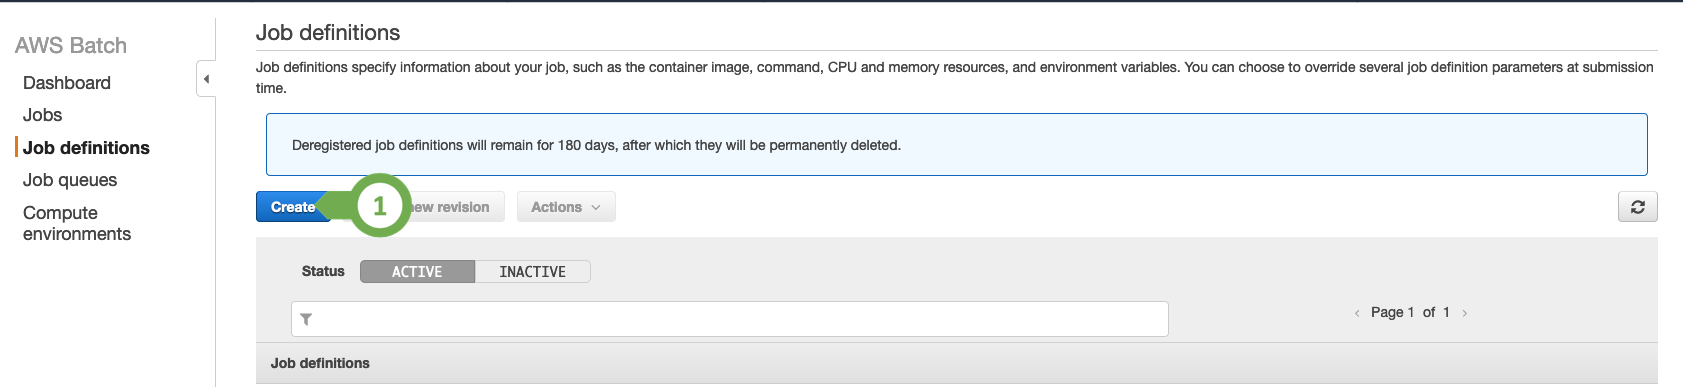 AWS Batch
Dashboard
Jobs
Job definitions
Job queues
Compute
environments
Job definitions
Job definitions specify information about your job, such as the container image, command, CPU and memory resources, and environment variables. You can choose to override several job definition parameters at submission
time.
Deregistered job definitions will remain for 180 days, after which they will be permanently deleted.
Create 1 new revision Actions
Status ACTIVE INACTIVE
Page 1 of 1
Job definitions